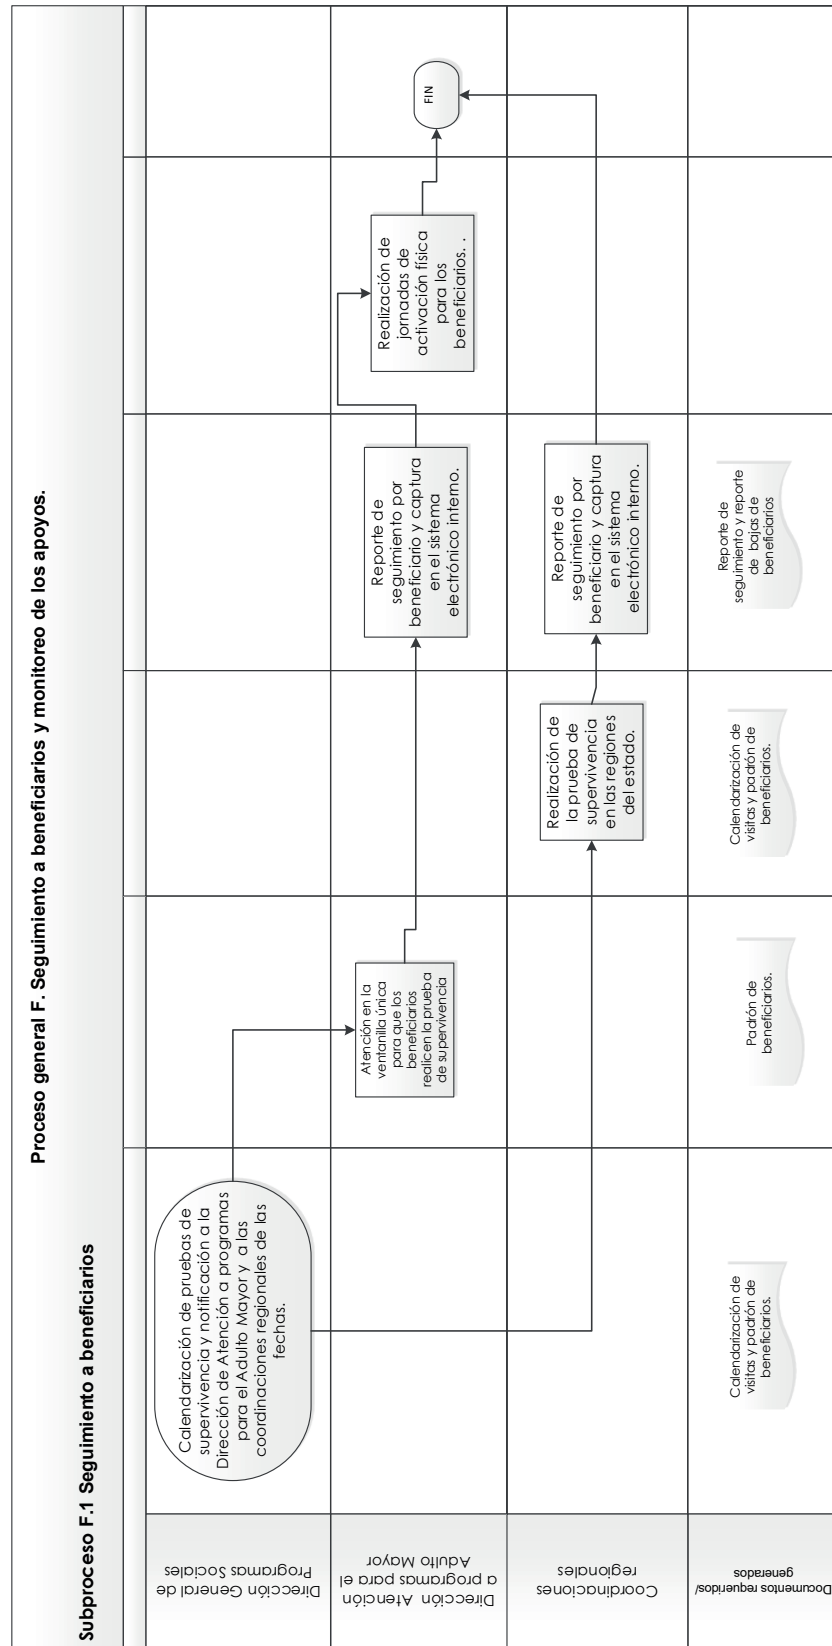 Proceso general F. Seguimiento a beneficiarios y monitoreo de los apoyos.
Subproceso F.1 Seguimiento a beneficiarios
Dirección General de
Programas Sociales
Calendarización de pruebas de
supervivencia y notificación a la
Dirección de Atención a programas
para el Adulto Mayor y a las
coordinaciones regionales de las
fechas.
Dirección Atención
a programas para el
Adulto Mayor
Atención en la
ventanilla única
para que los
beneficiarios
realicen la prueba
de supervivencia
Reporte de
seguimiento por
beneficiario y captura
en el sistema
electrónico interno.
Realización de
jornadas de
activación física
para los
beneficiarios. .
FIN
Coordinaciones
regionales
Realización de
la prueba de
supervivencia
en las regiones
del estado.
Reporte de
seguimiento por
beneficiario y captura
en el sistema
electrónico interno.
Documentos requeridos/
generados
Calendarización de
visitas y padrón de
beneficiarios.
Padrón de
beneficiarios.
Calendarización de
visitas y padrón de
beneficiarios.
Reporte de
seguimiento y reporte
de bajas de
beneficiarios